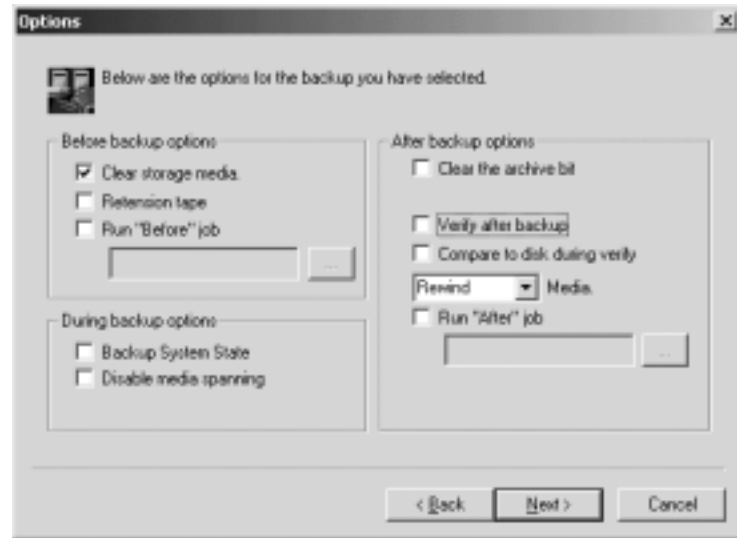 Options
Below are the options for the backup you have selected.
Before backup options
Clear storage media.
Retension tape
Run "Before" job
...
During backup options
Backup System State
Disable media spanning
After backup options
Clear the archive bit
Verify after backup
Compare to disk during verify
Rewind Media.
Run "After" job
...
< Back
Next >
Cancel